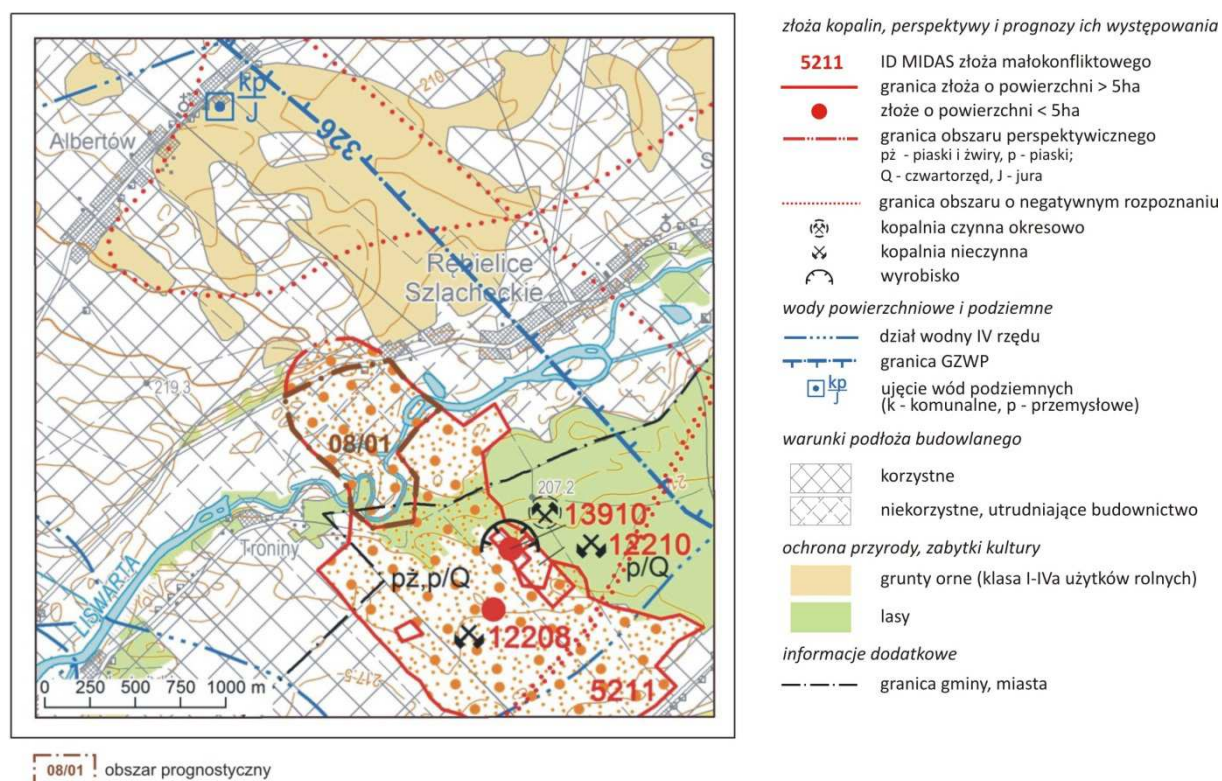 Albertów
kp
J
210
326
S
Rębielice
Szlacheckie
219.3
08/01
207.2
13910
12210
p/Q
Troniny
pż,p/Q
LISWARTA
12208
217.5
5211
0 250 500 750 1000 m
08/01 obszar prognostyczny
złoża kopalin, perspektywy i prognozy ich występowania
5211 ID MIDAS złoża małokonfliktowego
granica złoża o powierzchni > 5ha
złoże o powierzchni < 5ha
granica obszaru perspektywicznego
pż - piaski i żwiry, p - piaski;
Q - czwartorzęd, J - jura
granica obszaru o negatywnym rozpoznaniu
kopalnia czynna okresowo
kopalnia nieczynna
wyrobisko
wody powierzchniowe i podziemne
dział wodny IV rzędu
granica GZWP
kp
J
ujęcie wód podziemnych
(k - komunalne, p - przemysłowe)
warunki podłoża budowlanego
korzystne
niekorzystne, utrudniające budownictwo
ochrona przyrody, zabytki kultury
grunty orne (klasa I-IVa użytków rolnych)
lasy
informacje dodatkowe
granica gminy, miasta